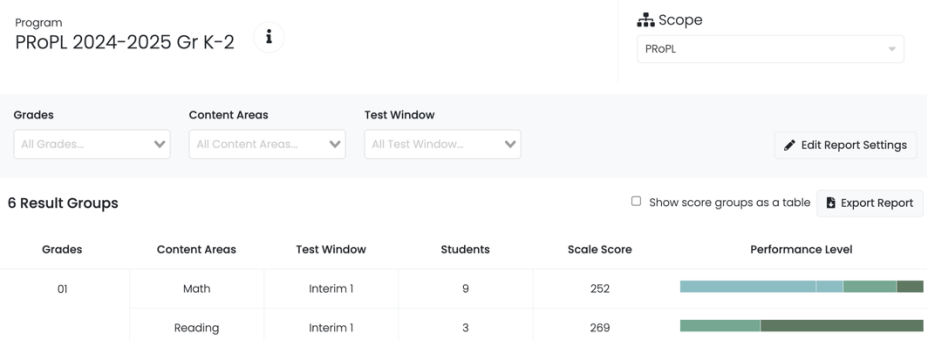 Program
PRoPL 2024-2025 Gr K-2
i
Scope
PRoPL
Grades
Content Areas
Test Window
All Grades...
All Content Areas...
All Test Window...
Edit Report Settings
6 Result Groups
Show score groups as a table
Export Report
Grades Content Areas Test Window Students Scale Score Performance Level
01 Math Interim 1 9 252
Reading Interim 1 3 269